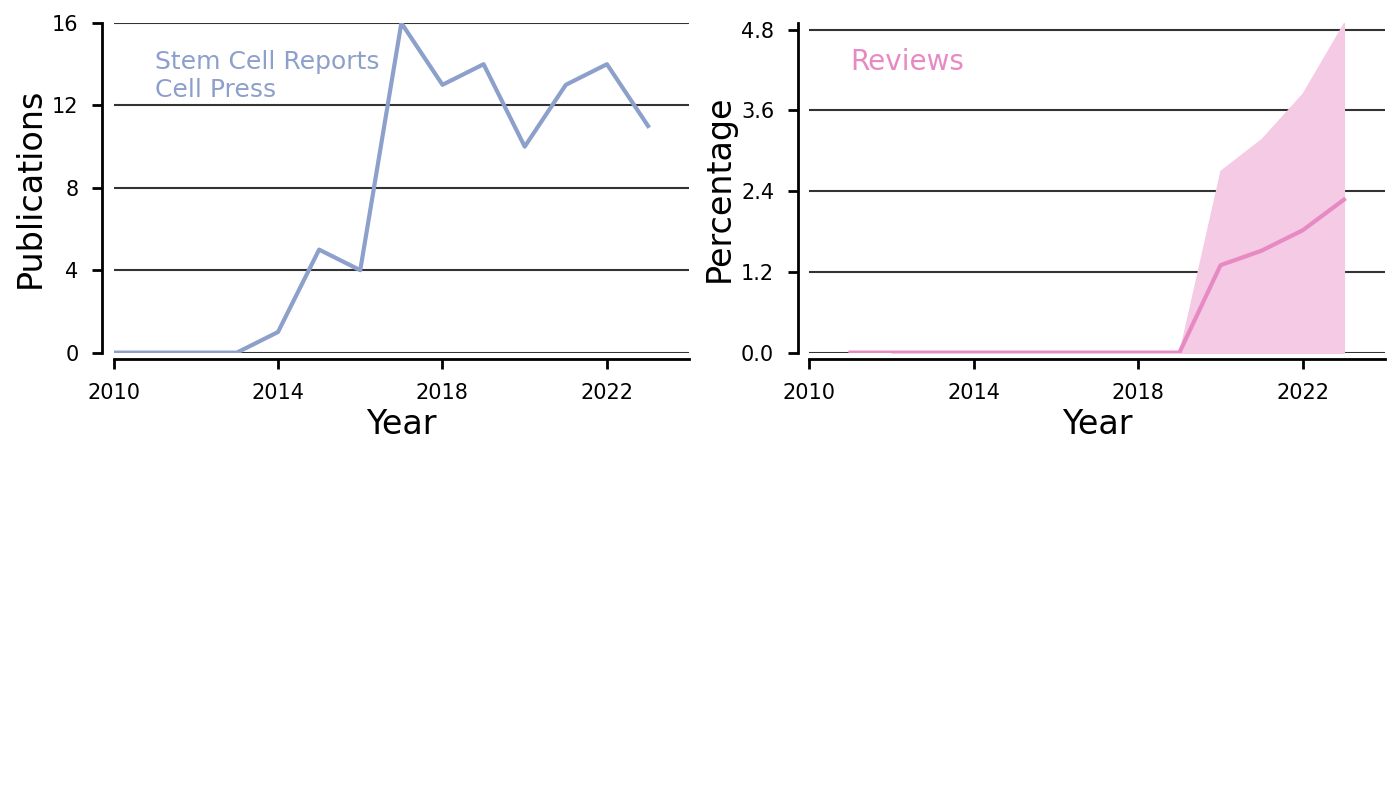 16
12
8
4
0
Publications
Stem Cell Reports
Cell Press
2010
2014
2018
2022
Year
4.8
3.6
2.4
1.2
0.0
Percentage
Reviews
2010
2014
2018
2022
Year